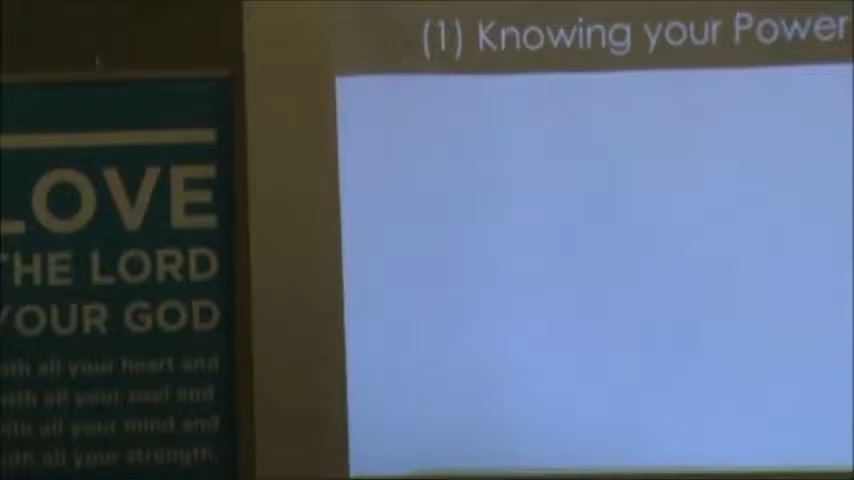 (1) Knowing your Power
LOVE
THE LORD
YOUR GOD
with all your heart and
with all your soul and
with all your mind and
with all your strength.